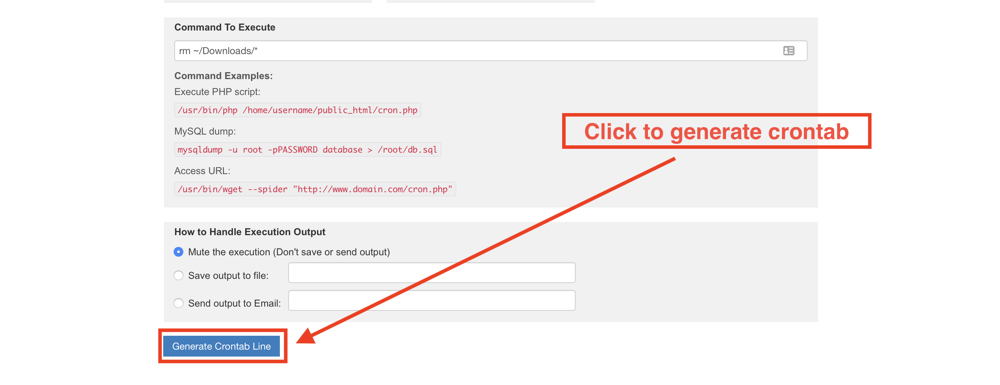 Command To Execute
rm ~/Downloads/*
Command Examples:
Execute PHP script:
/usr/bin/php /home/username/public_html/cron.php
Click to generate crontab
MySQL dump:
mysqldump -u root -pPASSWORD database > /root/db.sql
Access URL:
/usr/bin/wget --spider "http://www.domain.com/cron.php"
How to Handle Execution Output
Mute the execution (Don't save or send output)
Save output to file:
Send output to Email:
Generate Crontab Line